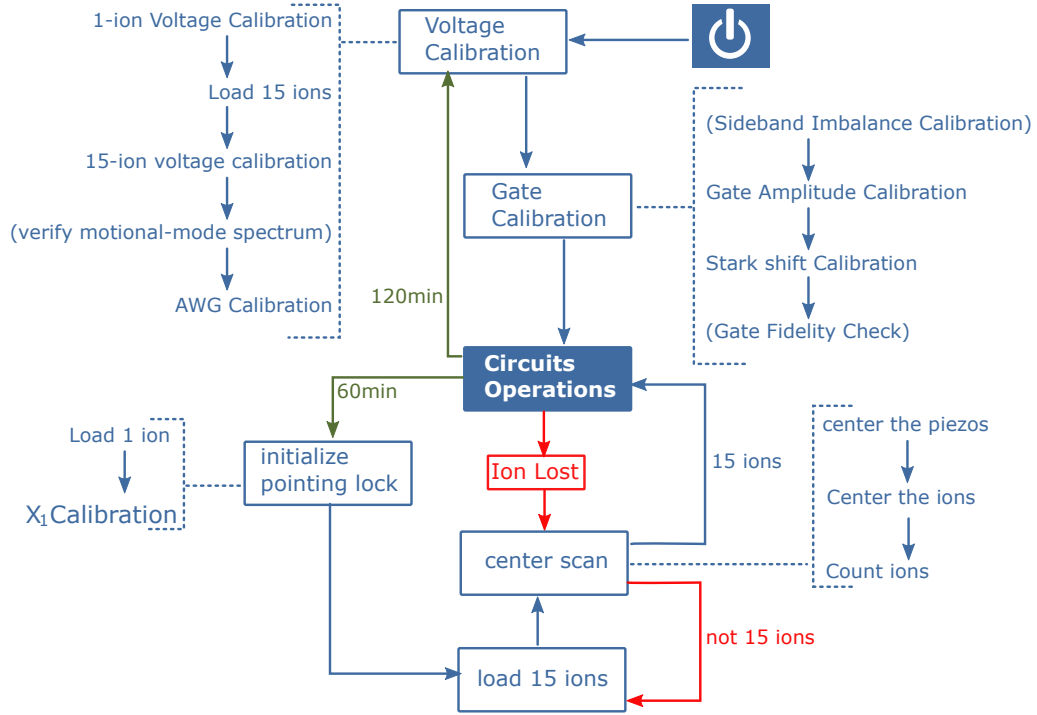 1-ion Voltage Calibration
Load 15 ions
15-ion voltage calibration
(verify motional-mode spectrum)
AWG Calibration
Voltage
Calibration
Gate
Calibration
(Sideband Imbalance Calibration)
Gate Amplitude Calibration
Stark shift Calibration
(Gate Fidelity Check)
120min
Circuits
Operations
60min
Load 1 ion
X₁Calibration
initialize
pointing lock
Ion Lost
15 ions
center the piezos
Center the ions
Count ions
center scan
not 15 ions
load 15 ions